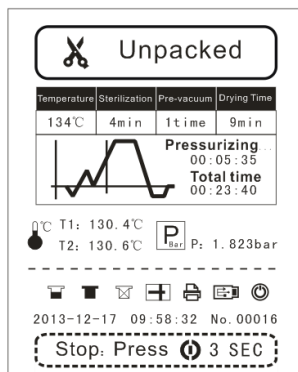 Unpacked
Temperature Sterilization Pre-vacuum Drying Time
134℃ 4min 1time 9min
Pressurizing..
00:05:35
Total time
00:23:40
℃ T1: 130.4℃
T2: 130.6℃ P Bar P: 1.823bar
2013-12-17 09:58:32 No.00016
Stop: Press 3 SEC